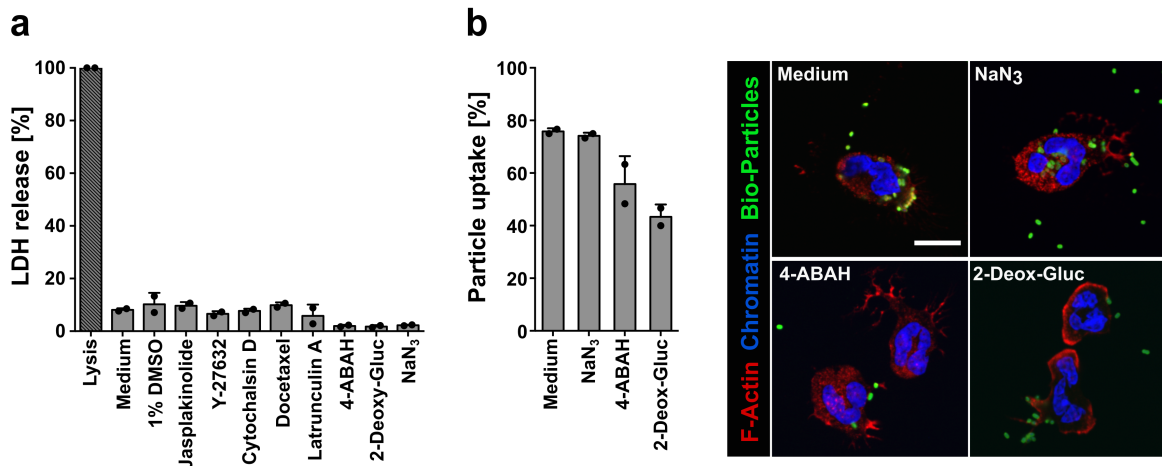 a
LDH release [%]
100
80
60
40
20
0
Lysis
Medium
1% DMSO
Jasplakinolide
Y-27632
Cytochalsin D
Docetaxel
Latrunculin A
4-ABAH
2-Deoxy-Gluc
NaN3
b
Particle uptake [%]
100
80
60
40
20
0
Medium
NaN3
4-ABAH
2-Deox-Gluc
F-Actin Chromatin Bio-Particles
Medium
NaN3
4-ABAH
2-Deox-Gluc